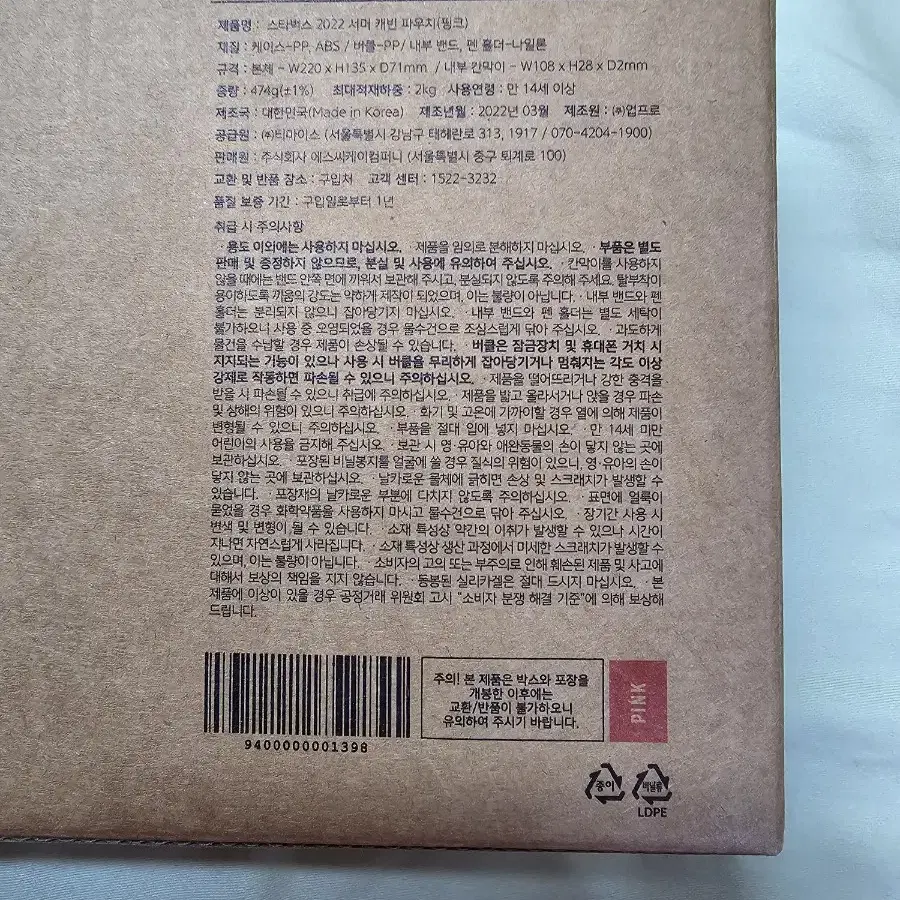 제품명 : 스타벅스 2022 서머 캐빈 파우치(핑크)
재질 : 케이스-PP, ABS / 버클-PP/ 내부 밴드, 펜 홀더-나일론
규격 : 본체 - W220 x H135 x D71mm / 내부 칸막이 - W108 x H28 x D2mm
중량 : 474g(±1%) 최대적재하중 : 2kg 사용연령 : 만 14세 이상
제조국 : 대한민국(Made in Korea) 제조년월 : 2022년 03월 제조원 : ㈜업프로
공급원 : ㈜티마이스 (서울특별시 강남구 테헤란로 313, 1917 / 070-4204-1900)
판매원 : 주식회사 에스씨케이컴퍼니 (서울특별시 중구 퇴계로 100)
교환 및 반품 장소 : 구입처 고객 센터 : 1522-3232
품질 보증 기간 : 구입일로부터 1년
취급 시 주의사항
· 용도 이외에는 사용하지 마십시오. · 제품을 임의로 분해하지 마십시오. · 부품은 별도
판매 및 증정하지 않으므로, 분실 및 사용에 유의하여 주십시오. · 칸막이를 사용하지
않을 때에는 밴드 안쪽 면에 끼워서 보관해 주시고, 분실되지 않도록 주의해 주세요. 탈부착이
용이하도록 끼움의 강도는 약하게 제작이 되었으며, 이는 불량이 아닙니다. · 내부 밴드와 펜
홀더는 분리되지 않으니 잡아당기지 마십시오. · 내부 밴드와 펜 홀더는 별도 세탁이
불가하오니 사용 중 오염되었을 경우 물수건으로 조심스럽게 닦아 주십시오. · 과도하게
물건을 수납할 경우 제품이 손상될 수 있습니다. · 버클은 잠금장치 및 휴대폰 거치 시
지지되는 기능이 있으나 사용 시 버클을 무리하게 잡아당기거나 멈춰지는 각도 이상
강제로 작동하면 파손될 수 있으니 주의하십시오. · 제품을 떨어뜨리거나 강한 충격을
받을 시 파손될 수 있으니 취급에 주의하십시오. · 제품을 밟고 올라서거나 앉을 경우 파손
및 상해의 위험이 있으니 주의하십시오. · 화기 및 고온에 가까이할 경우 열에 의해 제품이
변형될 수 있습니다. · 부품을 절대 입에 넣지 마십시오. · 만 14세 미만
어린이의 사용을 금지해 주십시오. · 보관 시 영·유아와 애완동물의 손이 닿지 않는 곳에
보관하십시오. · 포장된 비닐봉지를 얼굴에 쓸 경우 질식의 위험이 있으니, 영·유아의 손이
닿지 않는 곳에 보관하십시오. · 날카로운 물체에 긁히면 손상 및 스크래치가 발생할 수
있습니다. · 포장재의 날카로운 부분에 다치지 않도록 주의하십시오. · 표면에 얼룩이
묻었을 경우 화학약품을 사용하지 마시고 물수건으로 닦아 주십시오. · 장기간 사용 시
변색 및 변형이 될 수 있습니다. · 소재 특성상 약간의 이취가 발생할 수 있으나 시간이
지나면 자연스럽게 사라집니다. · 소재 특성상 생산 과정에서 미세한 스크래치가 발생할 수
있으며, 이는 불량이 아닙니다. · 소비자의 고의 또는 부주의로 인해 훼손된 제품 및 사고에
대해서 보상의 책임을 지지 않습니다. · 동봉된 실리카겔은 절대 드시지 마십시오. · 본
제품에 이상이 있을 경우 공정거래 위원회 고시 "소비자 분쟁 해결 기준"에 의해 보상해
드립니다.
주의! 본 제품은 박스와 포장을
개봉한 이후에는
교환/반품이 불가하오니
유의하여 주시기 바랍니다.
PINK
9400000001398
종이
비닐류
LDPE